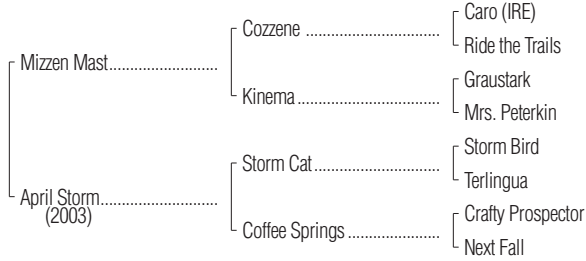 Caro (IRE)
Cozzene ..................................
Ride the Trails
Mizzen Mast...........................
Graustark
Kinema ....................................
Mrs. Peterkin
Storm Bird
Storm Cat................................
Terlingua
April Storm.............................
(2003)
Crafty Prospector
Coffee Springs .......................
Next Fall